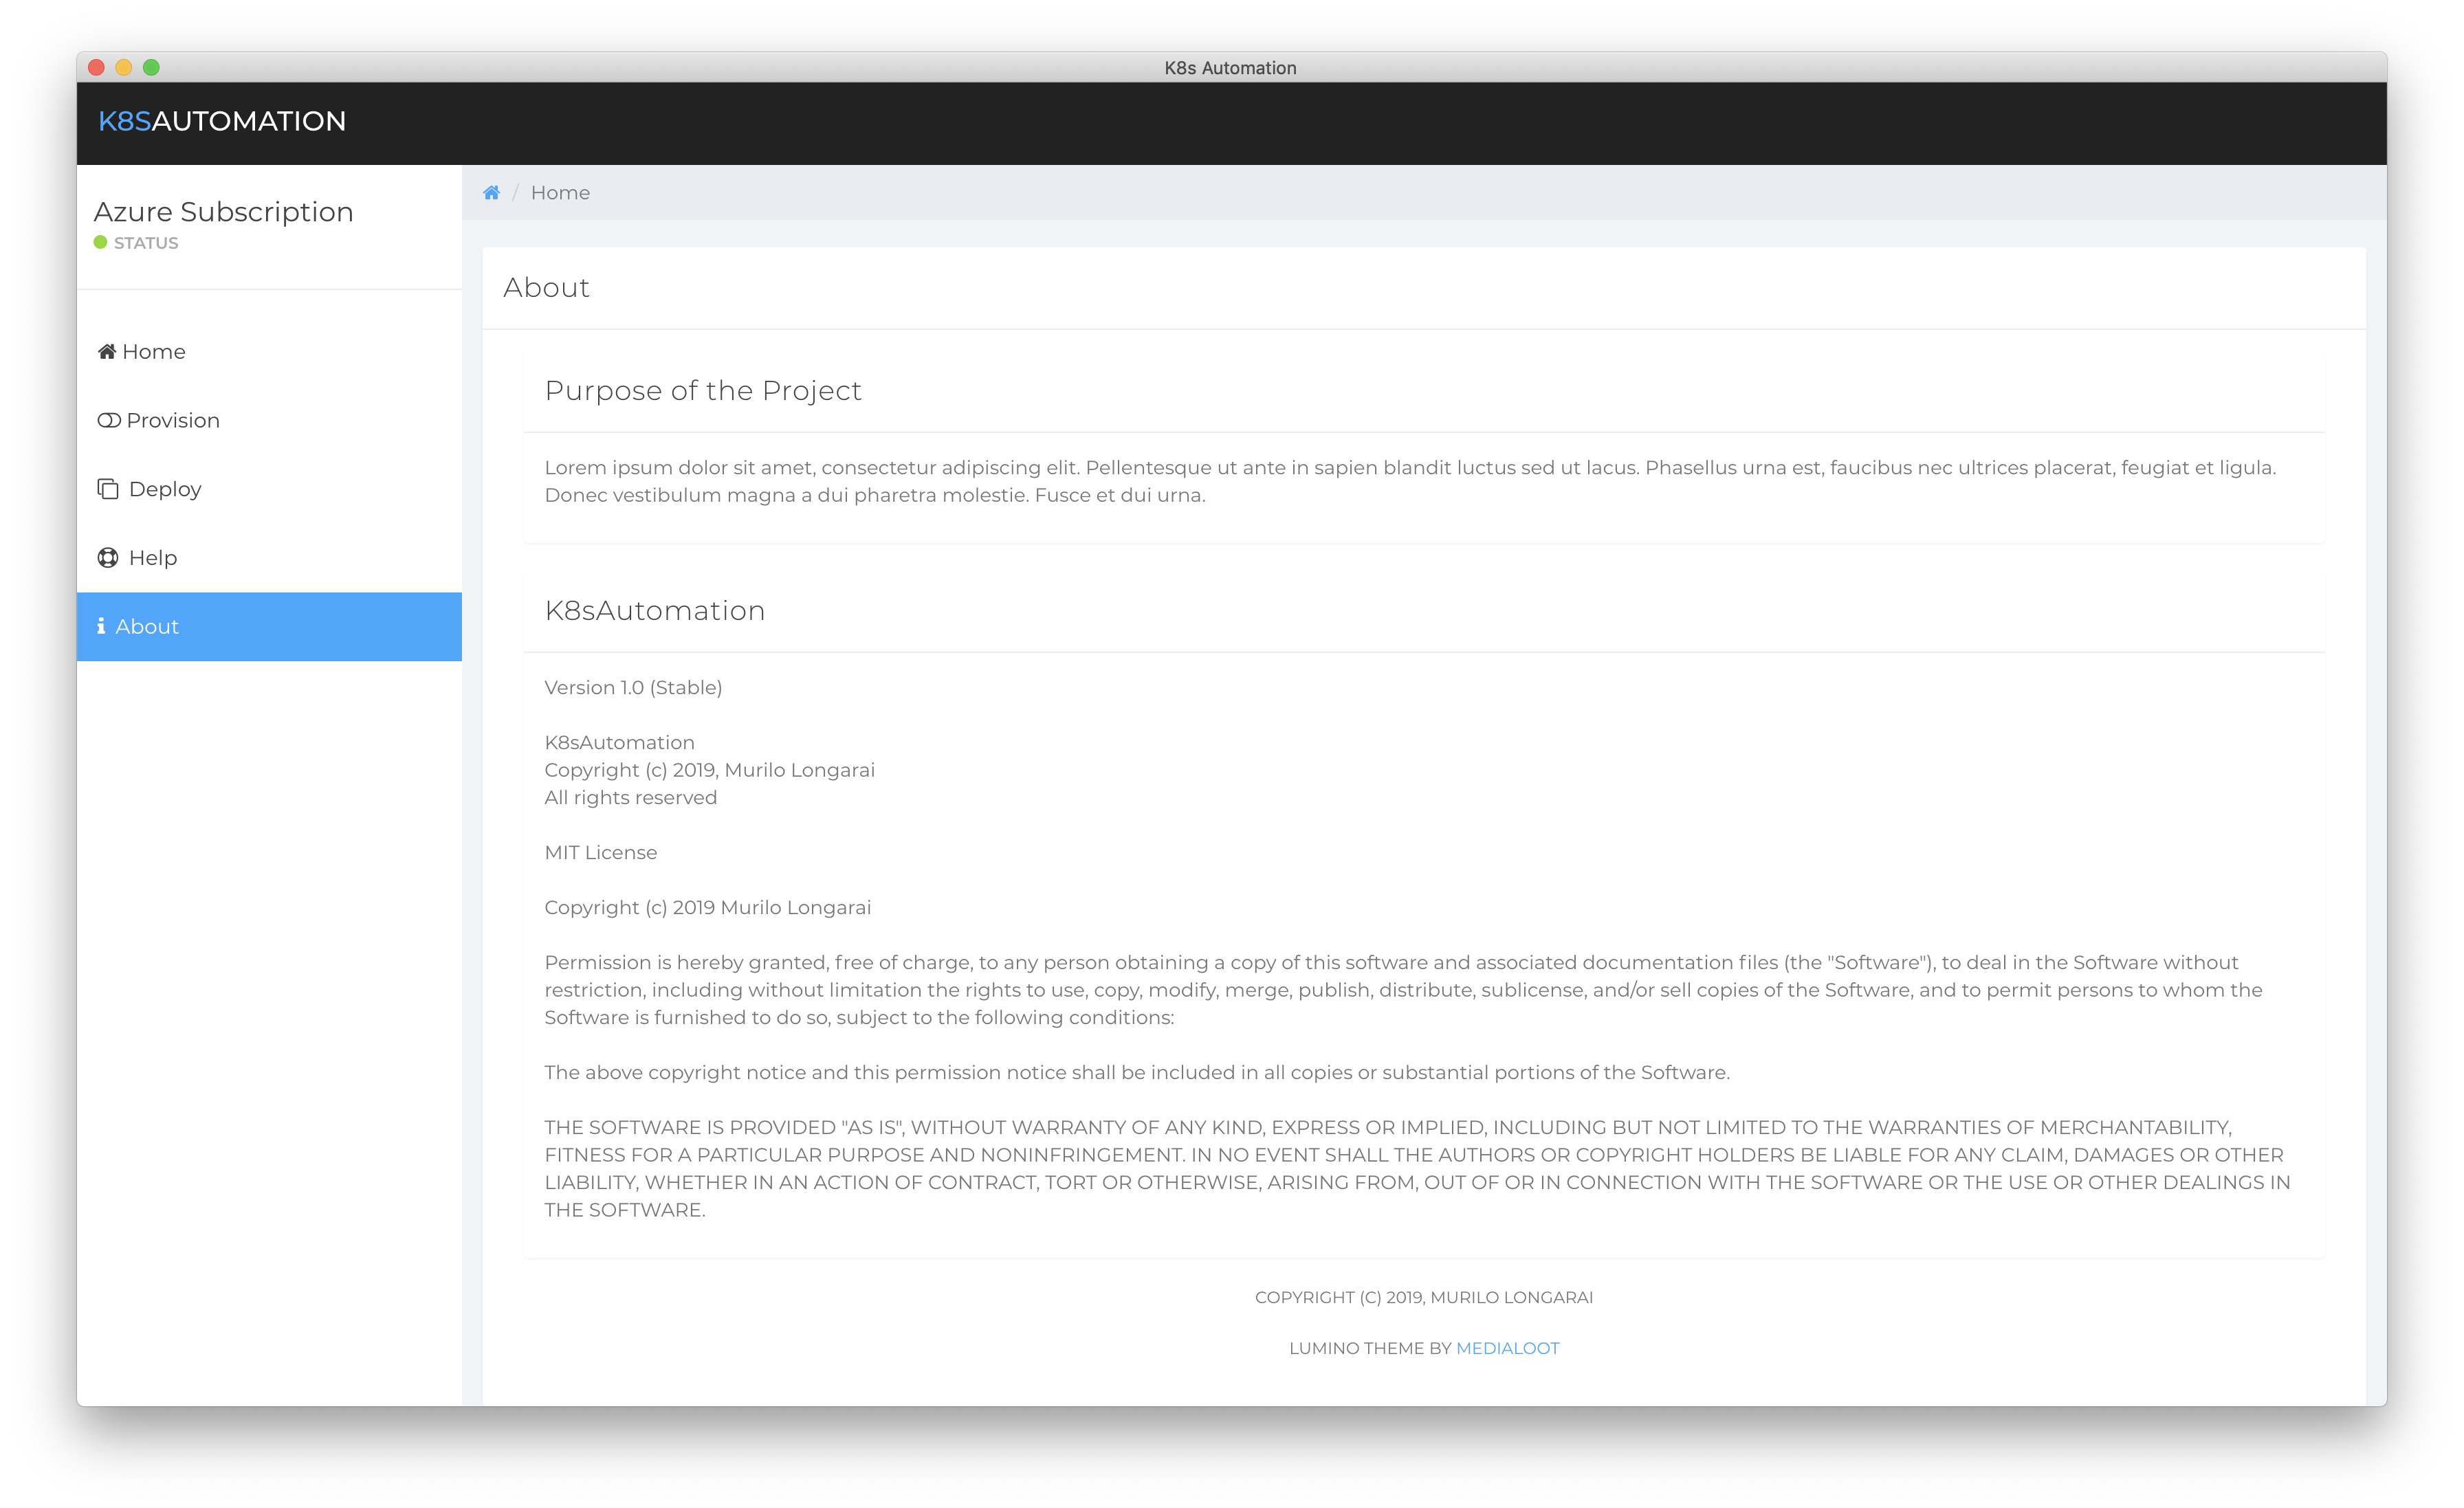 K8s Automation
K8SAUTOMATION
Azure Subscription
STATUS
Home
Provision
Deploy
Help
About
/ Home
About
Purpose of the Project
Lorem ipsum dolor sit amet, consectetur adipiscing elit. Pellentesque ut ante in sapien blandit luctus sed ut lacus. Phasellus urna est, faucibus nec ultrices placerat, feugiat et ligula.
Donec vestibulum magna a dui pharetra molestie. Fusce et dui urna.
K8sAutomation
Version 1.0 (Stable)
K8sAutomation
Copyright (c) 2019, Murilo Longarai
All rights reserved
MIT License
Copyright (c) 2019 Murilo Longarai
Permission is hereby granted, free of charge, to any person obtaining a copy of this software and associated documentation files (the "Software"), to deal in the Software without
restriction, including without limitation the rights to use, copy, modify, merge, publish, distribute, sublicense, and/or sell copies of the Software, and to permit persons to whom the
Software is furnished to do so, subject to the following conditions:
The above copyright notice and this permission notice shall be included in all copies or substantial portions of the Software.
THE SOFTWARE IS PROVIDED "AS IS", WITHOUT WARRANTY OF ANY KIND, EXPRESS OR IMPLIED, INCLUDING BUT NOT LIMITED TO THE WARRANTIES OF MERCHANTABILITY,
FITNESS FOR A PARTICULAR PURPOSE AND NONINFRINGEMENT. IN NO EVENT SHALL THE AUTHORS OR COPYRIGHT HOLDERS BE LIABLE FOR ANY CLAIM, DAMAGES OR OTHER
LIABILITY, WHETHER IN AN ACTION OF CONTRACT, TORT OR OTHERWISE, ARISING FROM, OUT OF OR IN CONNECTION WITH THE SOFTWARE OR THE USE OR OTHER DEALINGS IN
THE SOFTWARE.
COPYRIGHT (C) 2019, MURILO LONGARAI
LUMINO THEME BY MEDIALOOT